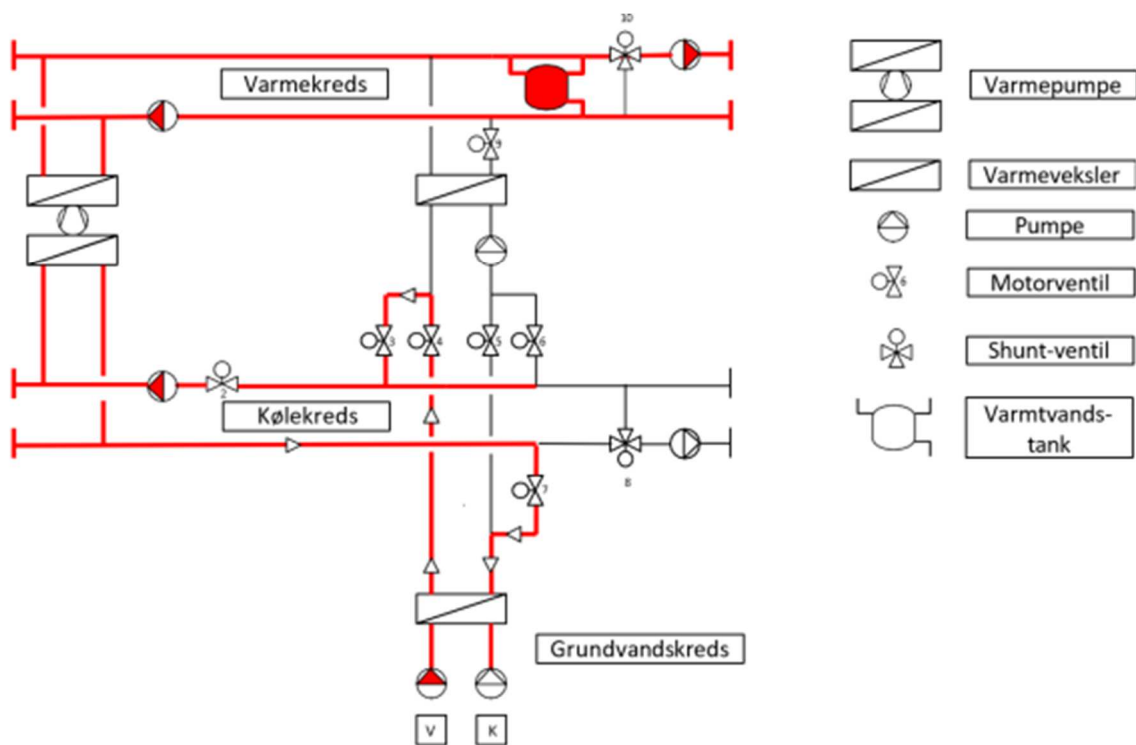 10
Varmekreds
9
3
4
5
6
2
Kølekreds
8
7
Grundvandskreds
V
K
Varmepumpe
Varmeveksler
Pumpe
6
Motorventil
Shunt-ventil
Varmtvands-
tank